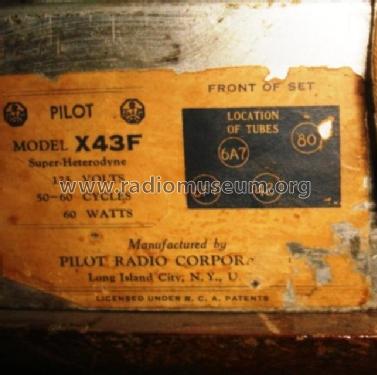 FRONT OF SET
PILOT
MODEL X43F
Super-Heterodyne
VOLTS
50-60 CYCLES
60 WATTS
LOCATION
OF TUBES
80
6A7
www.radiomuseum.org
Manufactured by
PILOT RADIO CORPOR
Long Island City, N. Y., U
LICENSED UNDER R. C. A. PATENTS